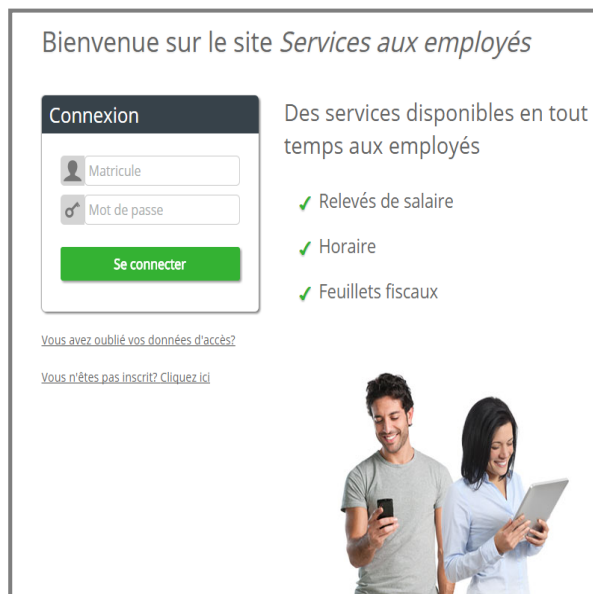 Bienvenue sur le site Services aux employés
Connexion
Matricule
Mot de passe
Se connecter
Vous avez oublié vos données d'accès?
Vous n'êtes pas inscrit? Cliquez ici
Des services disponibles en tout
temps aux employés
Relevés de salaire
Horaire
Feuillets fiscaux